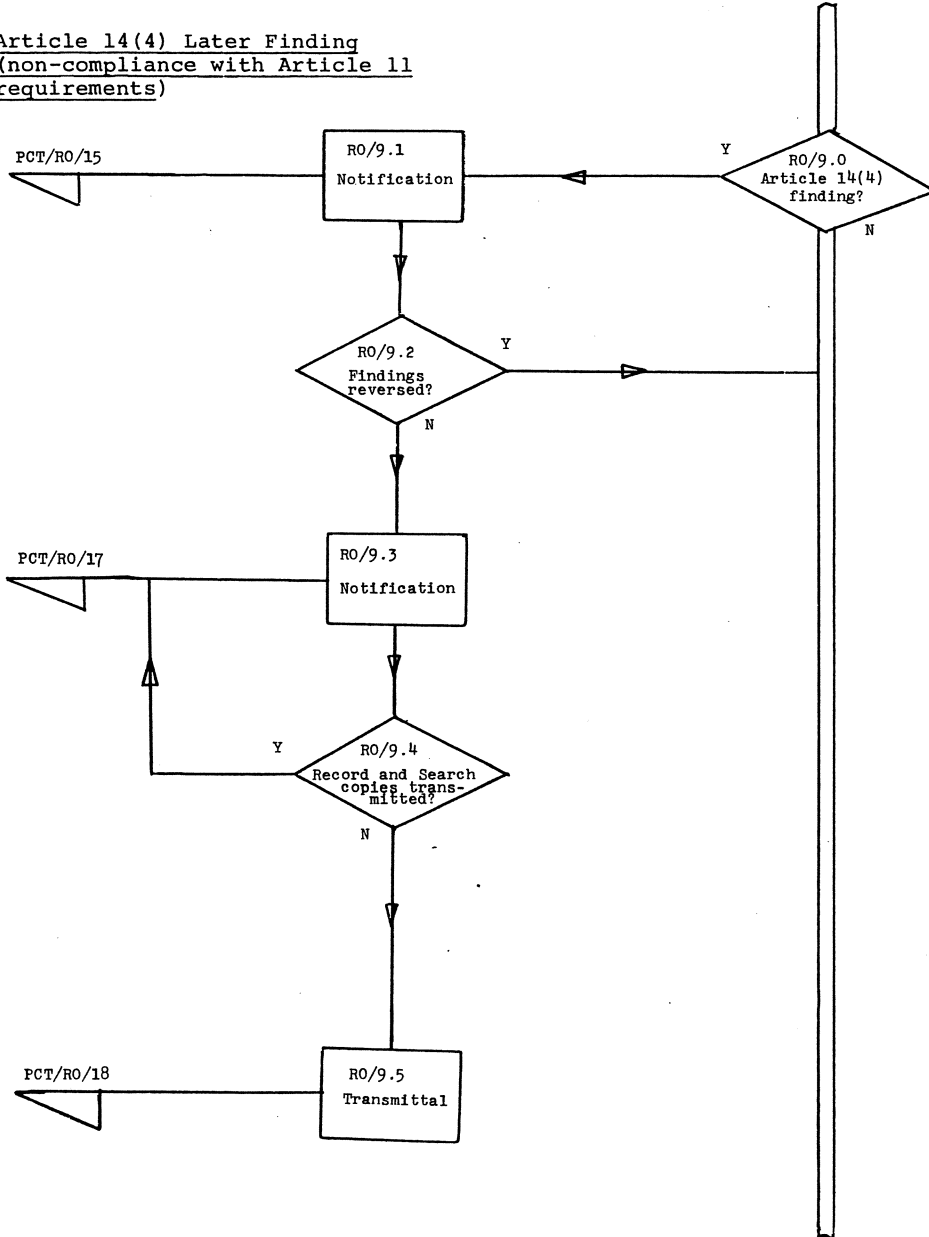 Article 14(4) Later Finding
(non-compliance with Article 11
requirements)
PCT/RO/15
RO/9.1
Notification
Y
RO/9.0
Article 14(4)
finding?
N
RO/9.2
Findings
reversed?
Y
N
PCT/RO/17
RO/9.3
Notification
Y
RO/9.4
Record and Search
copies trans-
mitted?
N
PCT/RO/18
RO/9.5
Transmittal